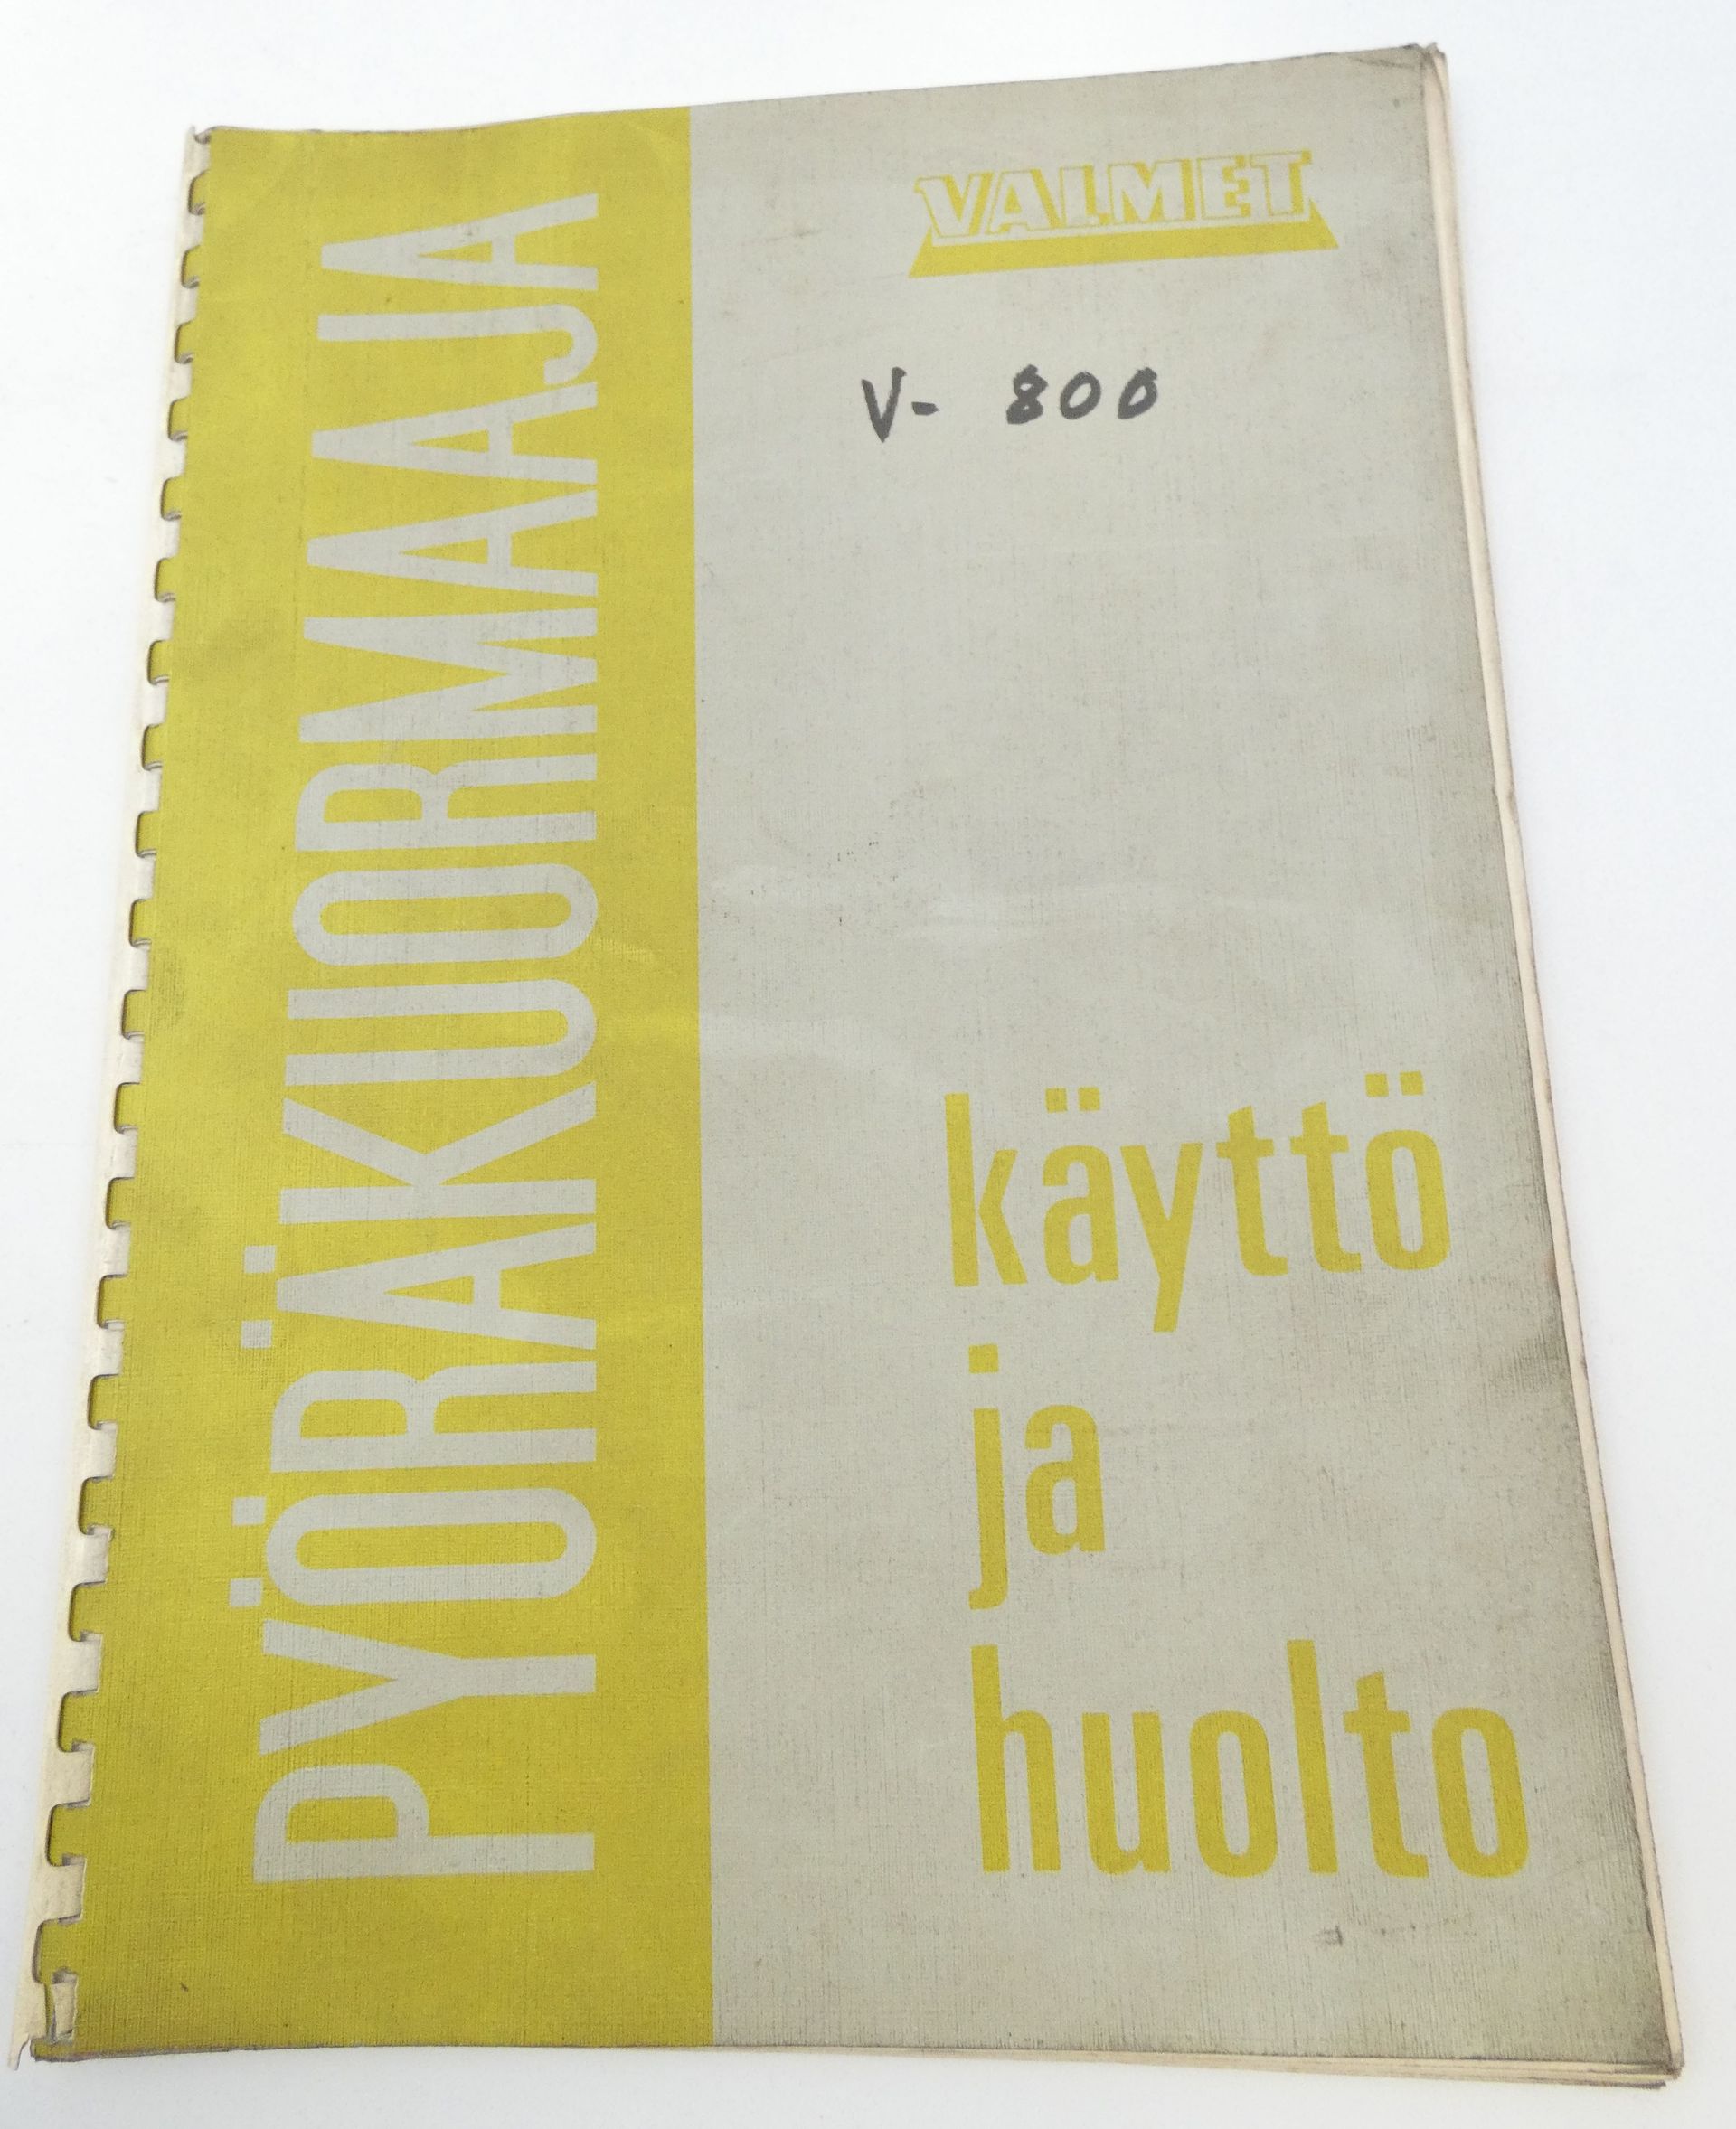 VALMET
V- 800
PYÖRÄKUORMAAJA
käyttö
ja
huolto